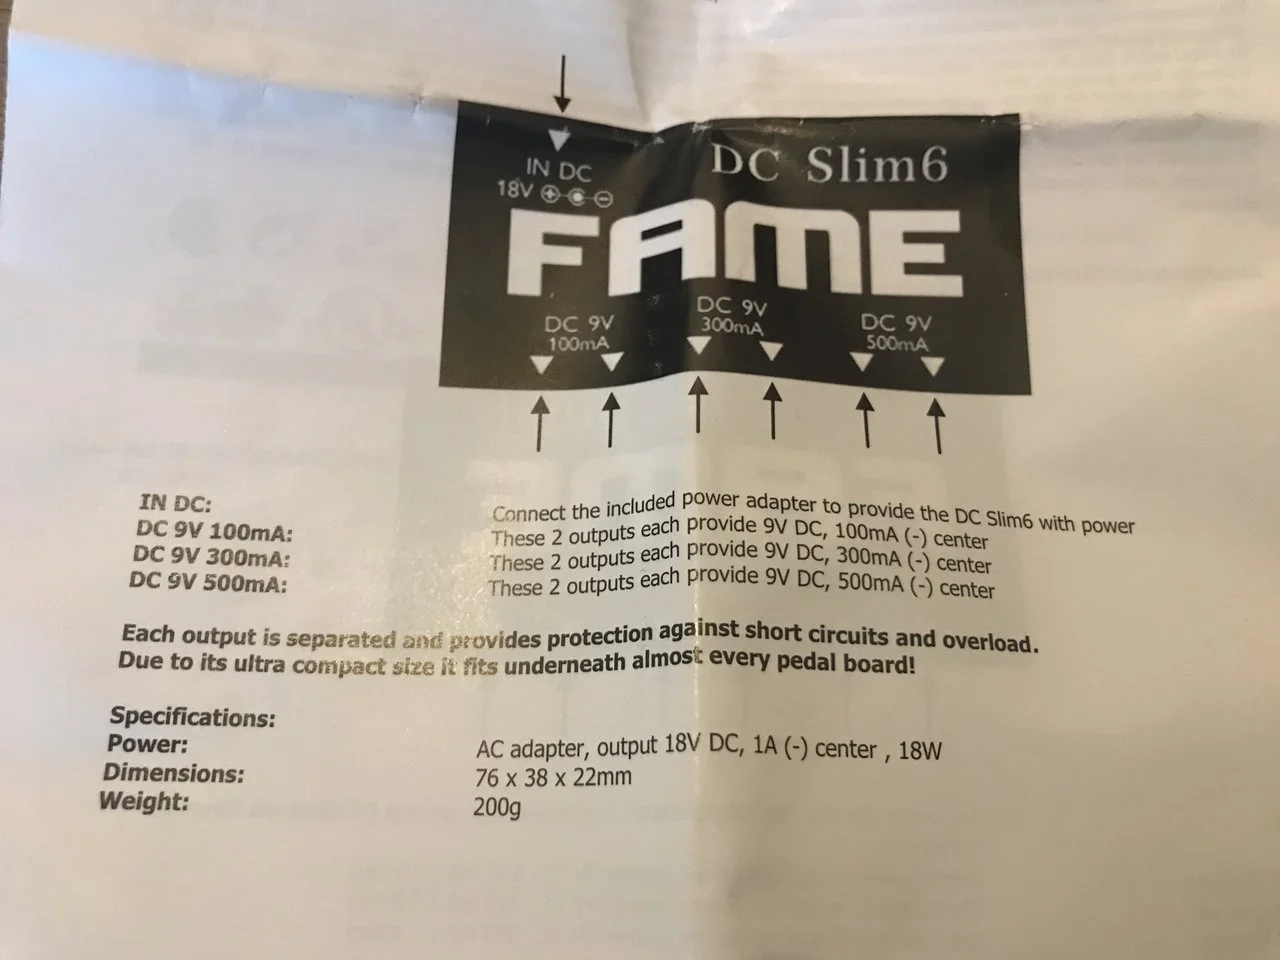 IN DC
18V
DC Slim6
FAME
DC 9V
100mA
DC 9V
300mA
DC 9V
500mA
IN DC: Connect the included power adapter to provide the DC Slim6 with power
DC 9V 100mA: These 2 outputs each provide 9V DC, 100mA (-) center
DC 9V 300mA: These 2 outputs each provide 9V DC, 300mA (-) center
DC 9V 500mA: These 2 outputs each provide 9V DC, 500mA (-) center
Each output is separated and provides protection against short circuits and overload.
Due to its ultra compact size it fits underneath almost every pedal board!
Specifications:
Power: AC adapter, output 18V DC, 1A (-) center , 18W
Dimensions: 76 x 38 x 22mm
Weight: 200g